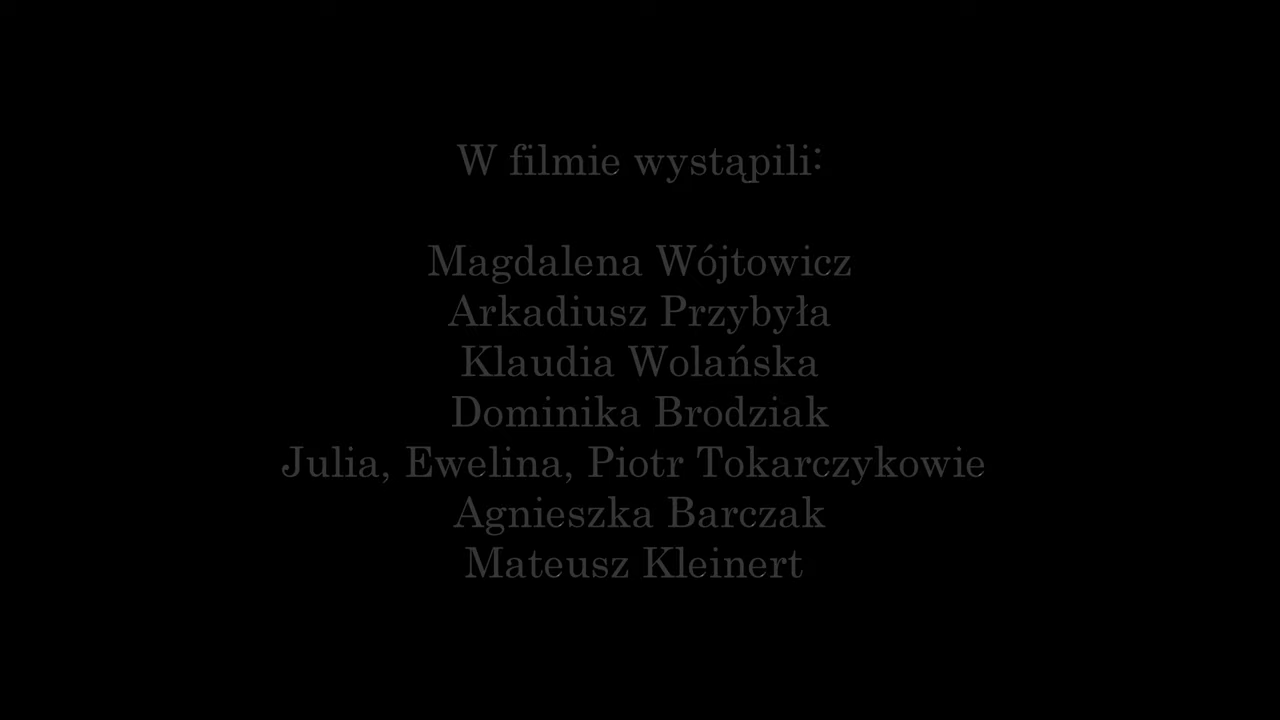 W filmie wystąpili:
Magdalena Wójtowicz
Arkadiusz Przybyła
Klaudia Wolańska
Dominika Brodziak
Julia, Ewelina, Piotr Tokarczykowie
Agnieszka Barczak
Mateusz Kleinert